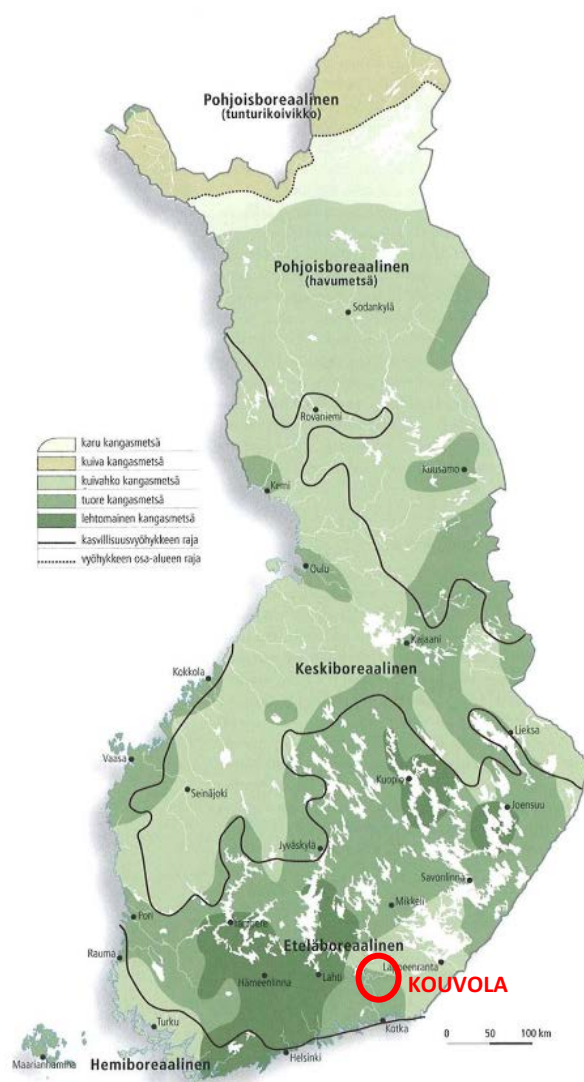 Pohjoisboreaalinen
(tunturikoivikko)
Pohjoisboreaalinen
(havumetsä)
Sodankylä
Rovaniemi
karu kangasmetsä
kuiva kangasmetsä
kuivahko kangasmetsä
tuore kangasmetsä
lehtomainen kangasmetsä
kasvillisuusvyöhykkeen raja
vyöhykkeen osa-alueen raja
Kuusamo
Kemi
Oulu
Kajaani
Keskiboreaalinen
Kokkola
Lieksa
Vaasa
Kuopio
Seinäjoki
Joensuu
Jyväskylä
Savonlinna
Mikkeli
Pori
Tampere
Eteläboreaalinen
Rauma
Lappeenranta
Hämeenlinna
Lahti
KOUVOLA
Turku
Kotka
0 50 100 km
Helsinki
Maarianhamina
Hemiboreaalinen